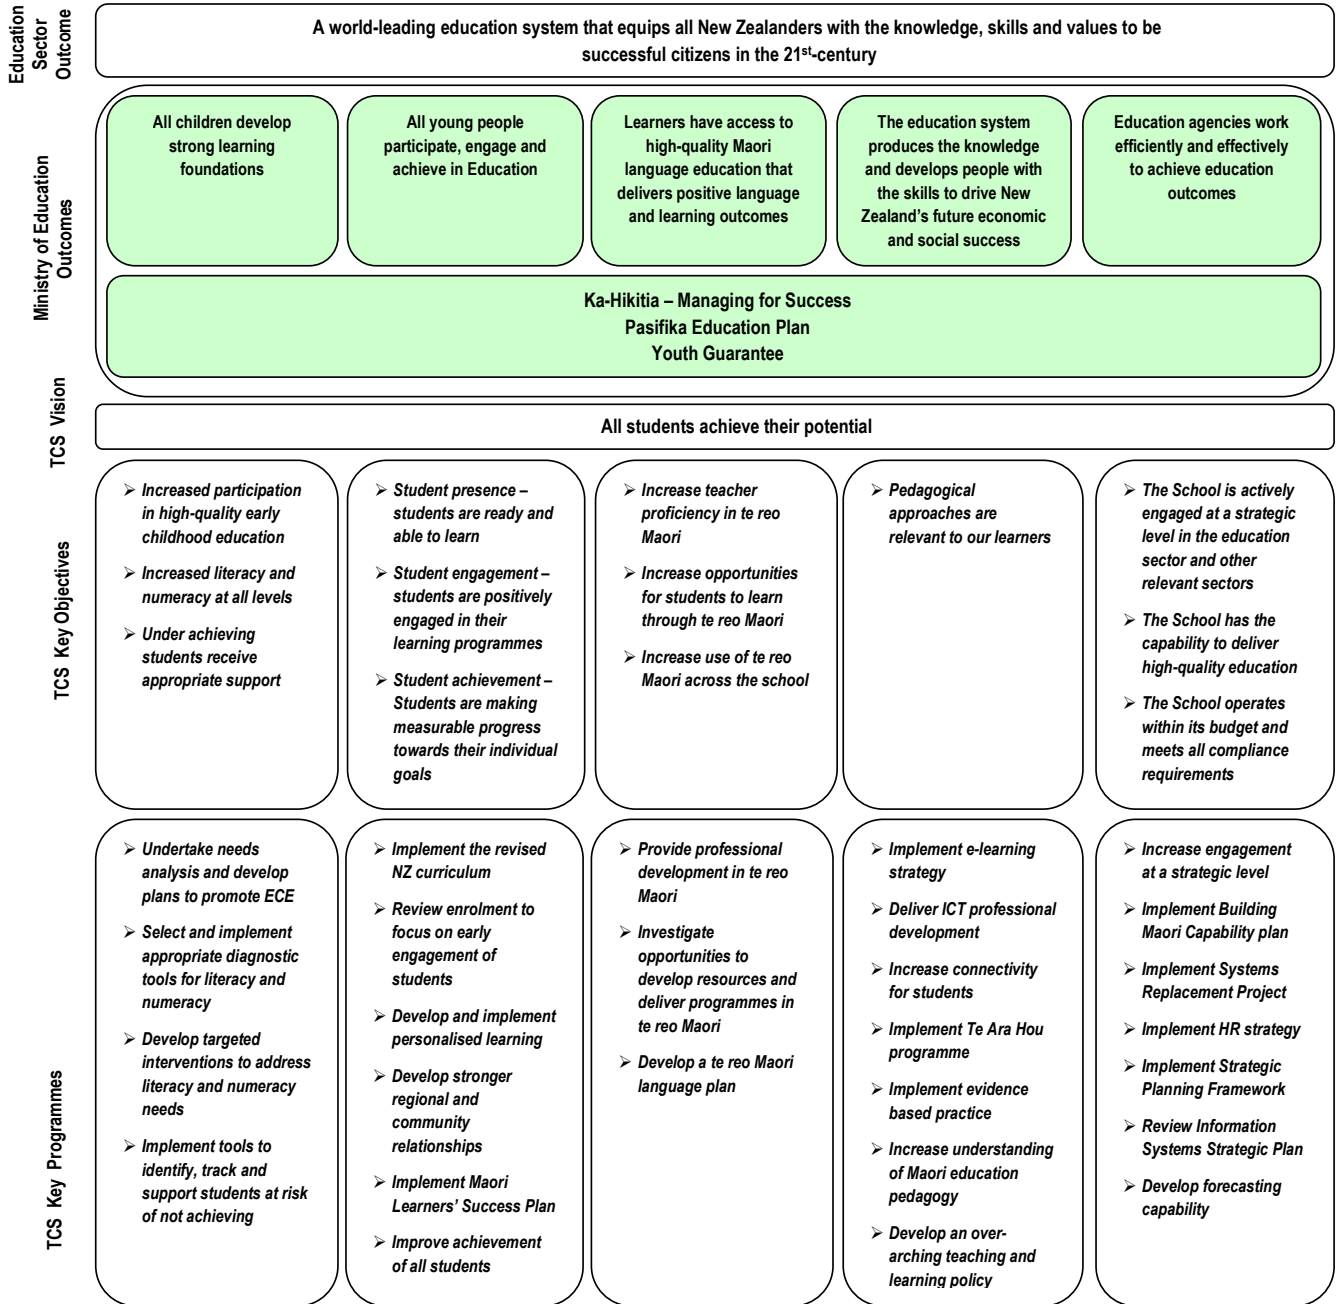 Education
Sector
Outcome
A world-leading education system that equips all New Zealanders with the knowledge, skills and values to be
successful citizens in the 21st-century
Ministry of Education
Outcomes
All children develop
strong learning
foundations
All young people
participate, engage and
achieve in Education
Learners have access to
high-quality Maori
language education that
delivers positive language
and learning outcomes
The education system
produces the knowledge
and develops people with
the skills to drive New
Zealand's future economic
and social success
Education agencies work
efficiently and effectively
to achieve education
outcomes
Ka-Hikitia – Managing for Success
Pasifika Education Plan
Youth Guarantee
TCS Vision
All students achieve their potential
TCS Key Objectives
➢ Increased participation
in high-quality early
childhood education
➢ Increased literacy and
numeracy at all levels
➢ Under achieving
students receive
appropriate support
➢ Student presence –
students are ready and
able to learn
➢ Student engagement –
students are positively
engaged in their
learning programmes
➢ Student achievement –
Students are making
measurable progress
towards their individual
goals
➢ Increase teacher
proficiency in te reo
Maori
➢ Increase opportunities
for students to learn
through te reo Maori
➢ Increase use of te reo
Maori across the school
➢ Pedagogical
approaches are
relevant to our learners
➢ The School is actively
engaged at a strategic
level in the education
sector and other
relevant sectors
➢ The School has the
capability to deliver
high-quality education
➢ The School operates
within its budget and
meets all compliance
requirements
TCS Key Programmes
➢ Undertake needs
analysis and develop
plans to promote ECE
➢ Select and implement
appropriate diagnostic
tools for literacy and
numeracy
➢ Develop targeted
interventions to address
literacy and numeracy
needs
➢ Implement tools to
identify, track and
support students at risk
of not achieving
➢ Implement the revised
NZ curriculum
➢ Review enrolment to
focus on early
engagement of
students
➢ Develop and implement
personalised learning
➢ Develop stronger
regional and
community
relationships
➢ Implement Maori
Learners' Success Plan
➢ Improve achievement
of all students
➢ Provide professional
development in te reo
Maori
➢ Investigate
opportunities to
develop resources and
deliver programmes in
te reo Maori
➢ Develop a te reo Maori
language plan
➢ Implement e-learning
strategy
➢ Deliver ICT professional
development
➢ Increase connectivity
for students
➢ Implement Te Ara Hou
programme
➢ Implement evidence
based practice
➢ Increase understanding
of Maori education
pedagogy
➢ Develop an over-
arching teaching and
learning policy
➢ Increase engagement
at a strategic level
➢ Implement Building
Maori Capability plan
➢ Implement Systems
Replacement Project
➢ Implement HR strategy
➢ Implement Strategic
Planning Framework
➢ Review Information
Systems Strategic Plan
➢ Develop forecasting
capability